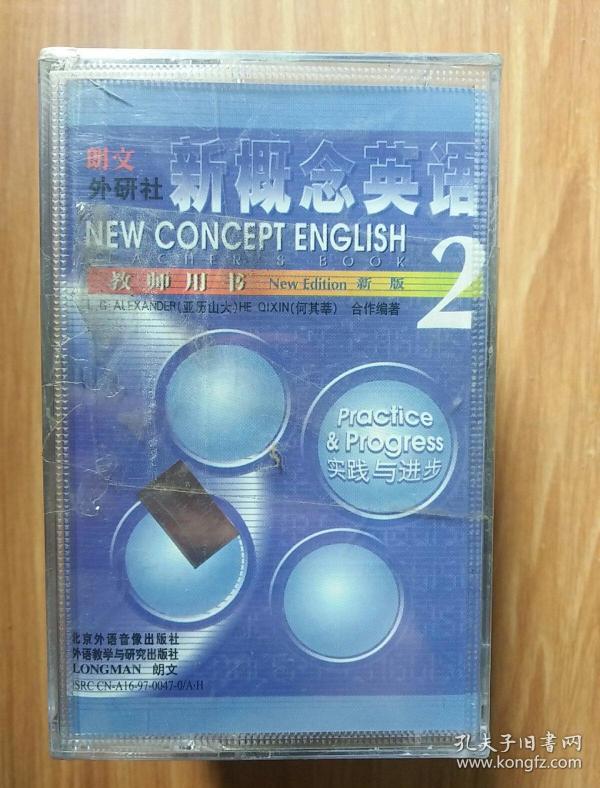 朗文
外研社
新概念英语
NEW CONCEPT ENGLISH
TEACHER'S BOOK
2
教师用书 New Edition 新版
L. G. ALEXANDER(亚历山大)HE QIXIN(何其莘) 合作编著
Practice
& Progress
实践与进步
北京外语音像出版社
外语教学与研究出版社
LONGMAN 朗文
ISRC CN-A16-97-0047-0/A·H
孔夫子旧书网
www.kongfz.com